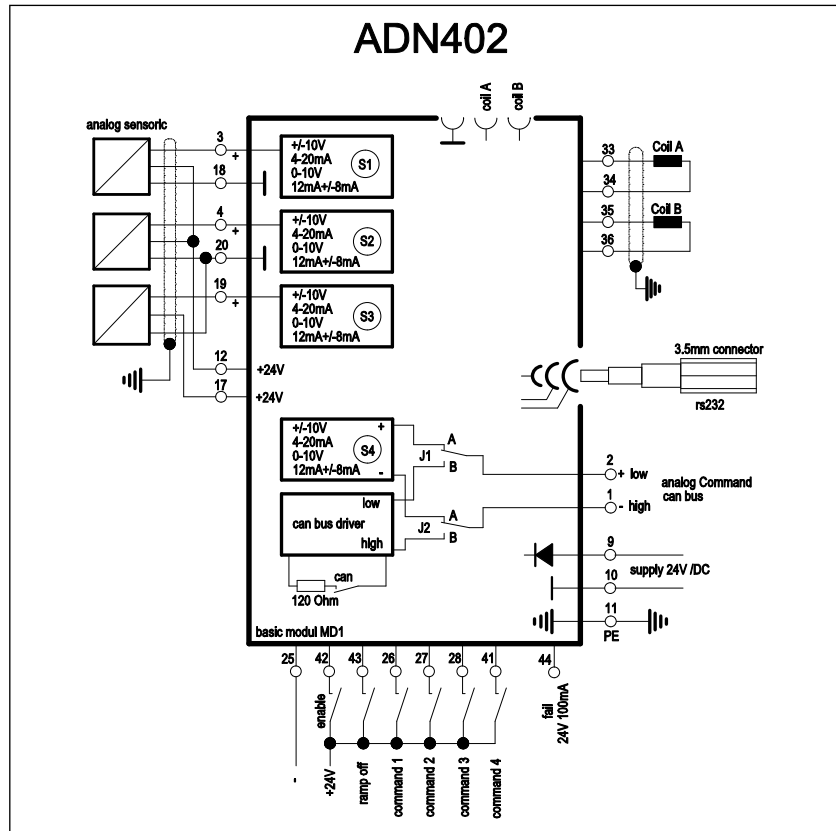 ADN402
coil A
coil B
analog sensoric
3
+
18
+/-10V
4-20mA
0-10V
12mA+/-8mA
S1
4
+
20
+/-10V
4-20mA
0-10V
12mA+/-8mA
S2
19
+
+/-10V
4-20mA
0-10V
12mA+/-8mA
S3
12
+24V
17
+24V
33
Coil A
34
35
Coil B
36
3.5mm connector
rs232
+/-10V
4-20mA
0-10V
12mA+/-8mA
S4
+
-
J1
A
B
low
can bus driver
high
J2
A
B
can
120 Ohm
2
+ low
1
- high
analog Command
can bus
9
supply 24V /DC
10
11
PE
basic modul MD1
25
42
43
26
27
28
41
44
-
enable
+24V
ramp off
command 1
command 2
command 3
command 4
fail
24V 100mA